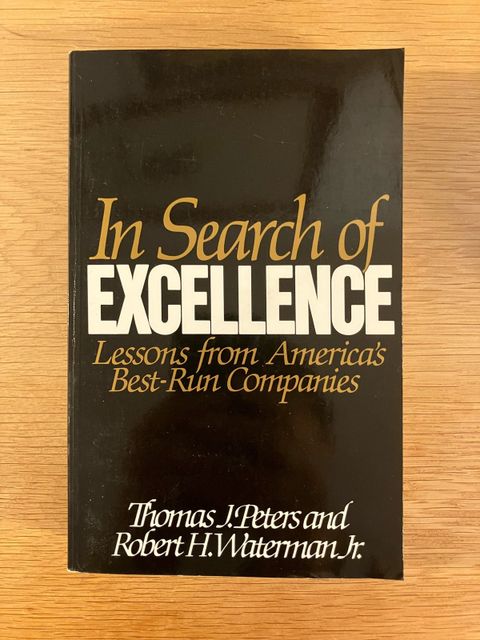 In Search of
EXCELLENCE
Lessons from America's
Best-Run Companies
Thomas J. Peters and
Robert H. Waterman Jr.